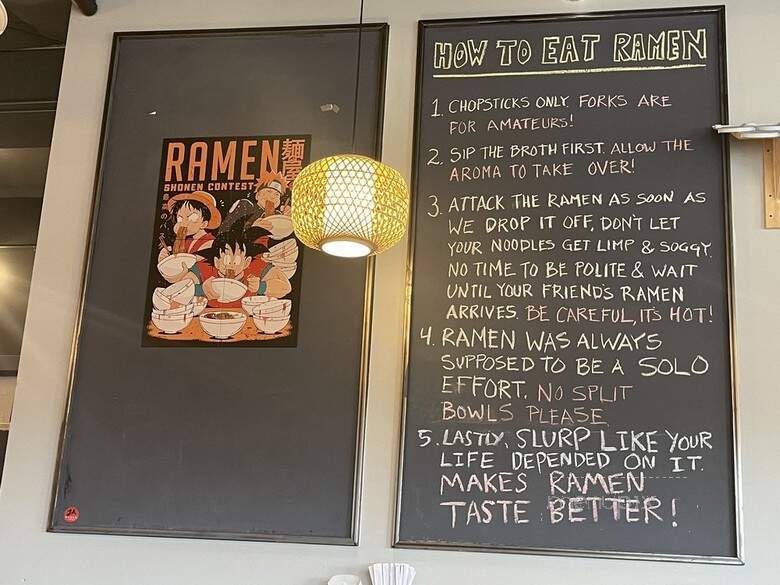 RAMEN
SHONEN CONTEST
HOW TO EAT RAMEN
1. CHOPSTICKS ONLY. FORKS ARE
FOR AMATEURS!
2. SIP THE BROTH FIRST. ALLOW THE
AROMA TO TAKE OVER!
3. ATTACK THE RAMEN AS SOON AS
WE DROP IT OFF, DON'T LET
YOUR NOODLES GET LIMP & SOGGY.
NO TIME TO BE POLITE & WAIT
UNTIL YOUR FRIEND'S RAMEN
ARRIVES. BE CAREFUL, IT'S HOT!
4. RAMEN WAS ALWAYS
SUPPOSED TO BE A SOLO
EFFORT. NO SPLIT
BOWLS PLEASE
5. LASTLY, SLURP LIKE YOUR
LIFE DEPENDED ON IT.
MAKES RAMEN
TASTE BETTER!